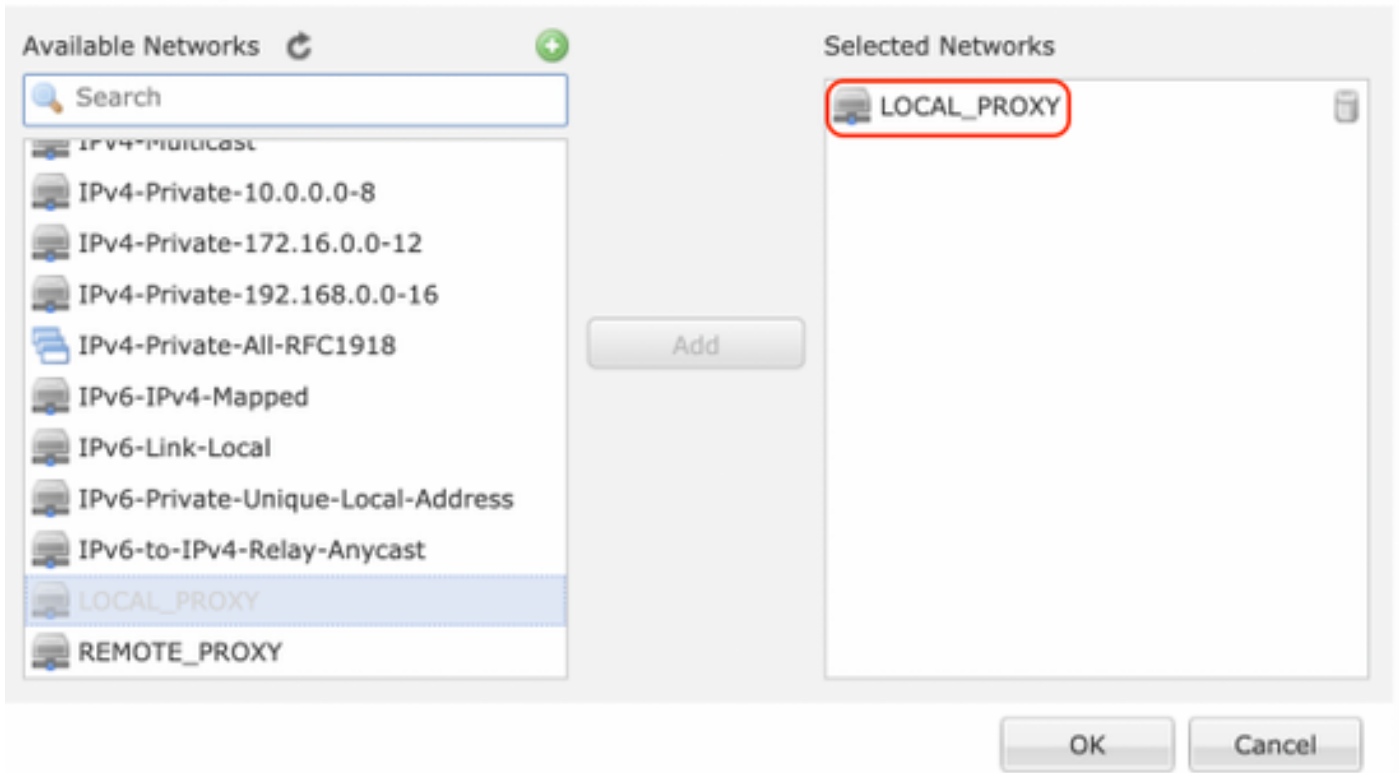 Available Networks
Search
IPv4-Multicast
IPv4-Private-10.0.0.0-8
IPv4-Private-172.16.0.0-12
IPv4-Private-192.168.0.0-16
IPv4-Private-All-RFC1918
IPv6-IPv4-Mapped
IPv6-Link-Local
IPv6-Private-Unique-Local-Address
IPv6-to-IPv4-Relay-Anycast
LOCAL_PROXY
REMOTE_PROXY
Add
Selected Networks
LOCAL_PROXY
OK
Cancel